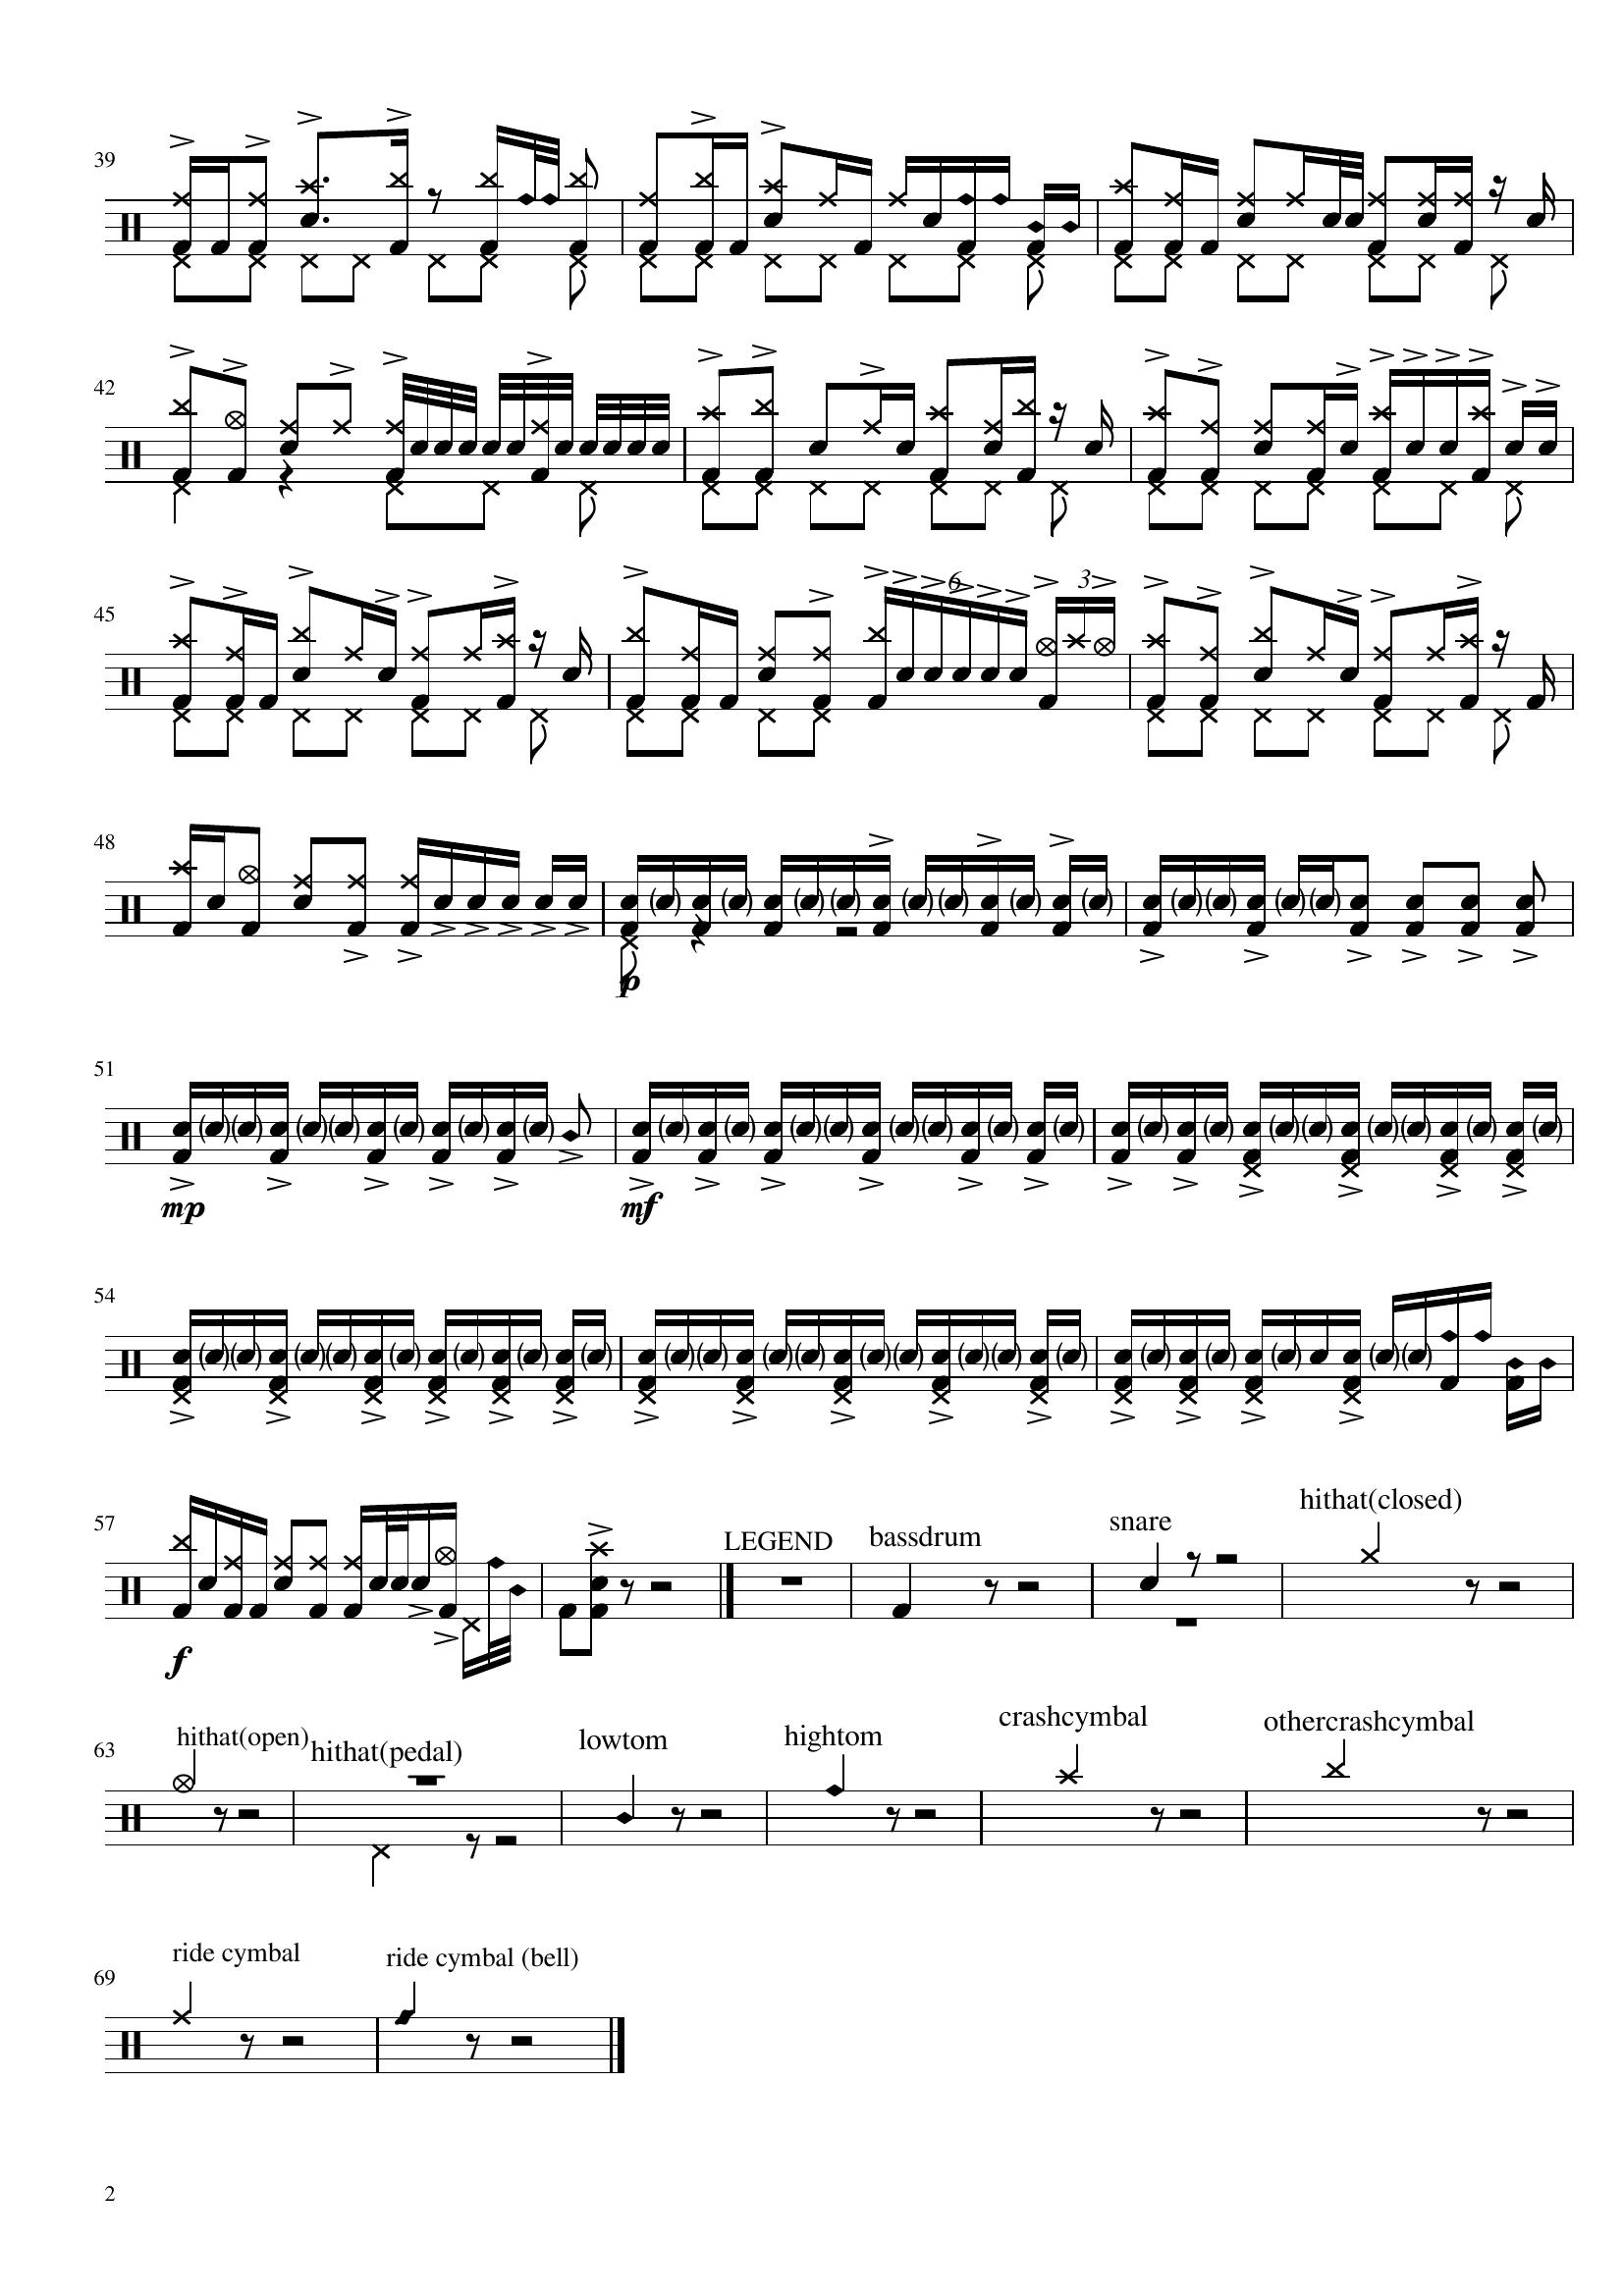 39
42
6
3
45
48
p
51
mp
mf
54
57
f
LEGEND
bassdrum
snare
hithat(closed)
63
hithat(open)
hithat(pedal)
lowtom
hightom
crashcymbal
othercrashcymbal
69
ride cymbal
ride cymbal (bell)
2